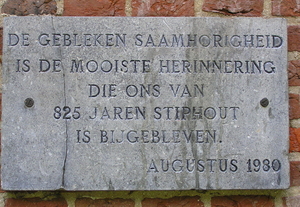 DE GEBLEKEN SAAMHORIGHEID
IS DE MOOISTE HERINNERING
DIE ONS VAN
825 JAREN STIPHOUT
IS BIJGEBLEVEN.
AUGUSTUS 1980